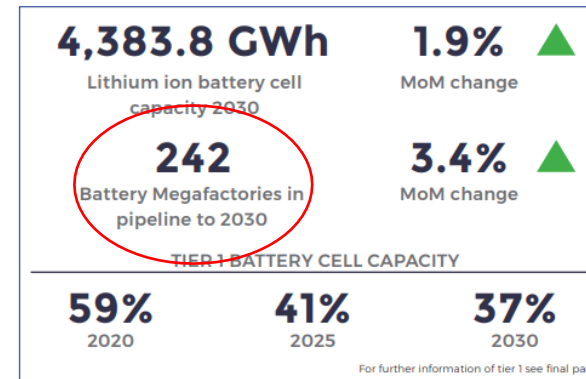 4,383.8 GWh 1.9%
Lithium ion battery cell MoM change
capacity 2030
242 3.4%
Battery Megafactories in MoM change
pipeline to 2030
TIER 1 BATTERY CELL CAPACITY
59% 41% 37%
2020 2025 2030
For further information of tier 1 see final